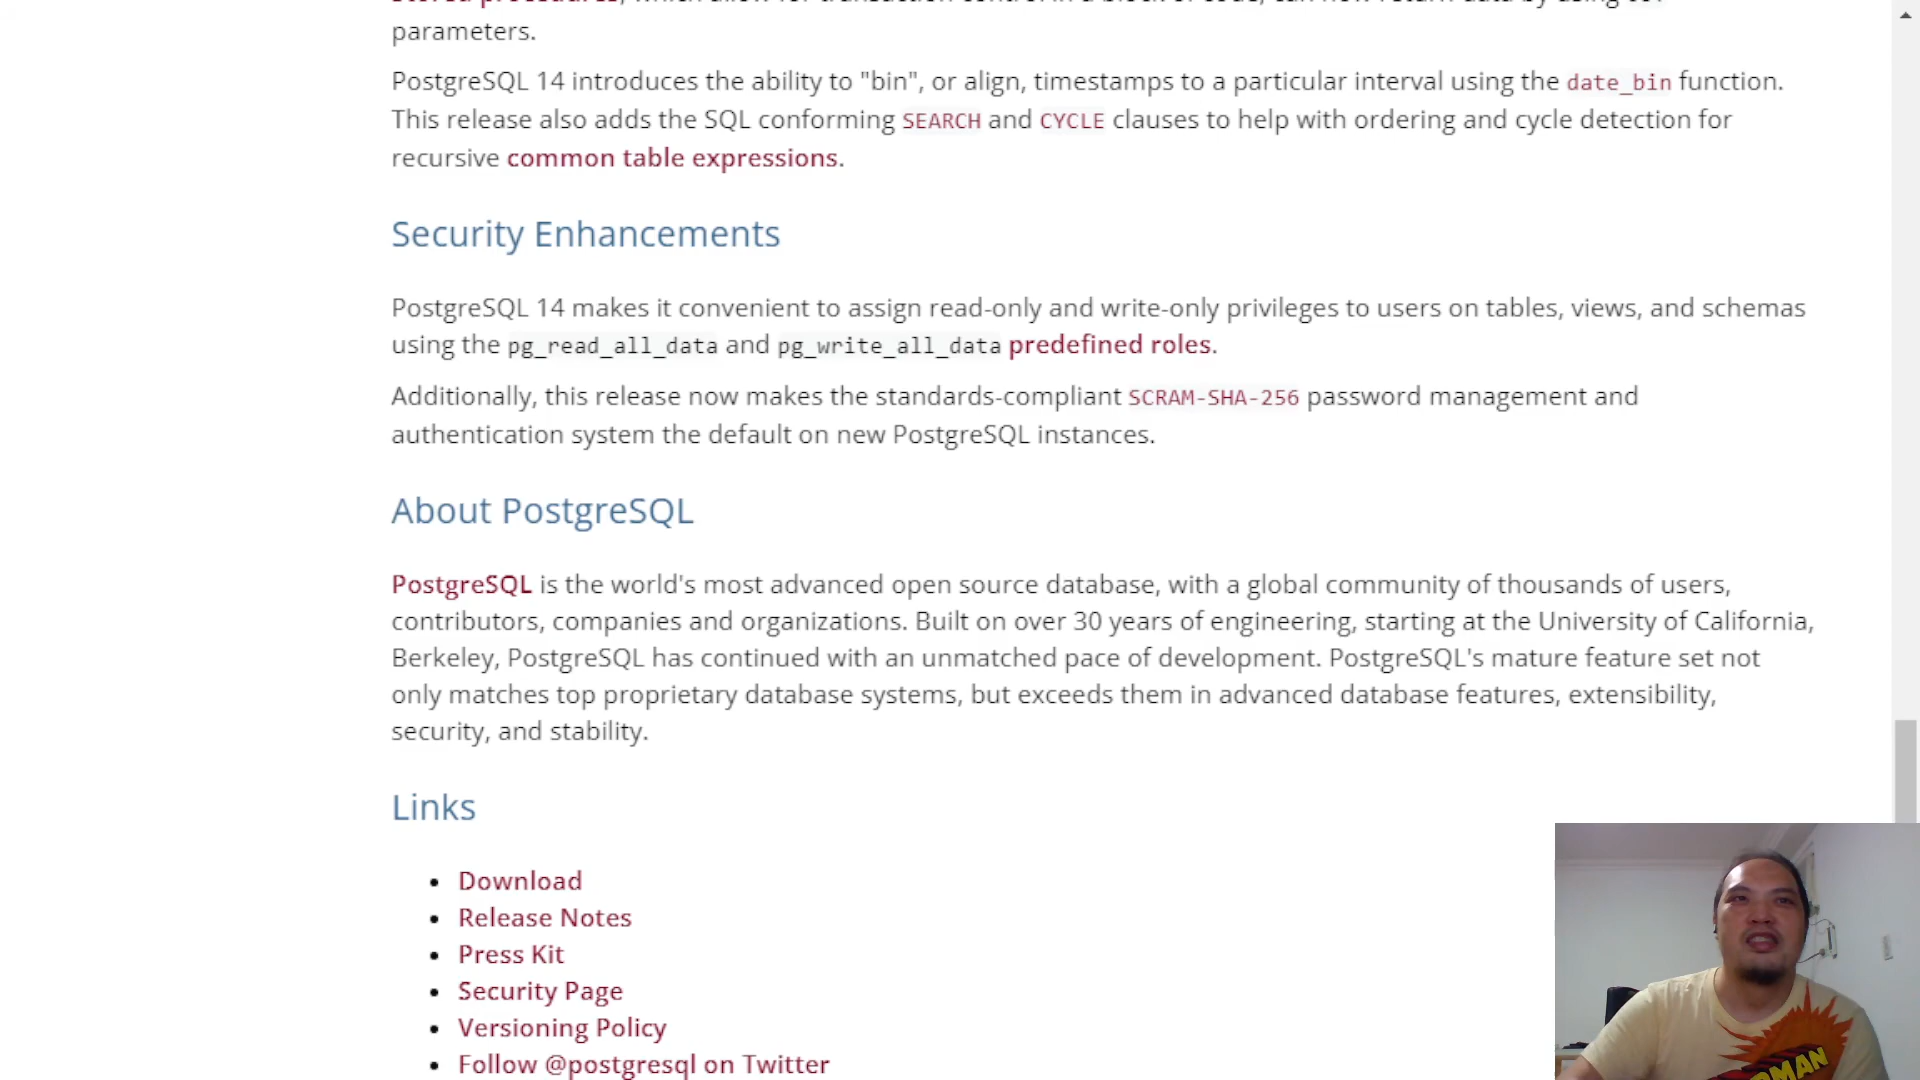 parameters.
PostgreSQL 14 introduces the ability to "bin", or align, timestamps to a particular interval using the date_bin function.
This release also adds the SQL conforming SEARCH and CYCLE clauses to help with ordering and cycle detection for
recursive common table expressions.
Security Enhancements
PostgreSQL 14 makes it convenient to assign read-only and write-only privileges to users on tables, views, and schemas
using the pg_read_all_data and pg_write_all_data predefined roles.
Additionally, this release now makes the standards-compliant SCRAM-SHA-256 password management and
authentication system the default on new PostgreSQL instances.
About PostgreSQL
PostgreSQL is the world's most advanced open source database, with a global community of thousands of users,
contributors, companies and organizations. Built on over 30 years of engineering, starting at the University of California,
Berkeley, PostgreSQL has continued with an unmatched pace of development. PostgreSQL's mature feature set not
only matches top proprietary database systems, but exceeds them in advanced database features, extensibility,
security, and stability.
Links
• Download
• Release Notes
• Press Kit
• Security Page
• Versioning Policy
• Follow @postgresql on Twitter